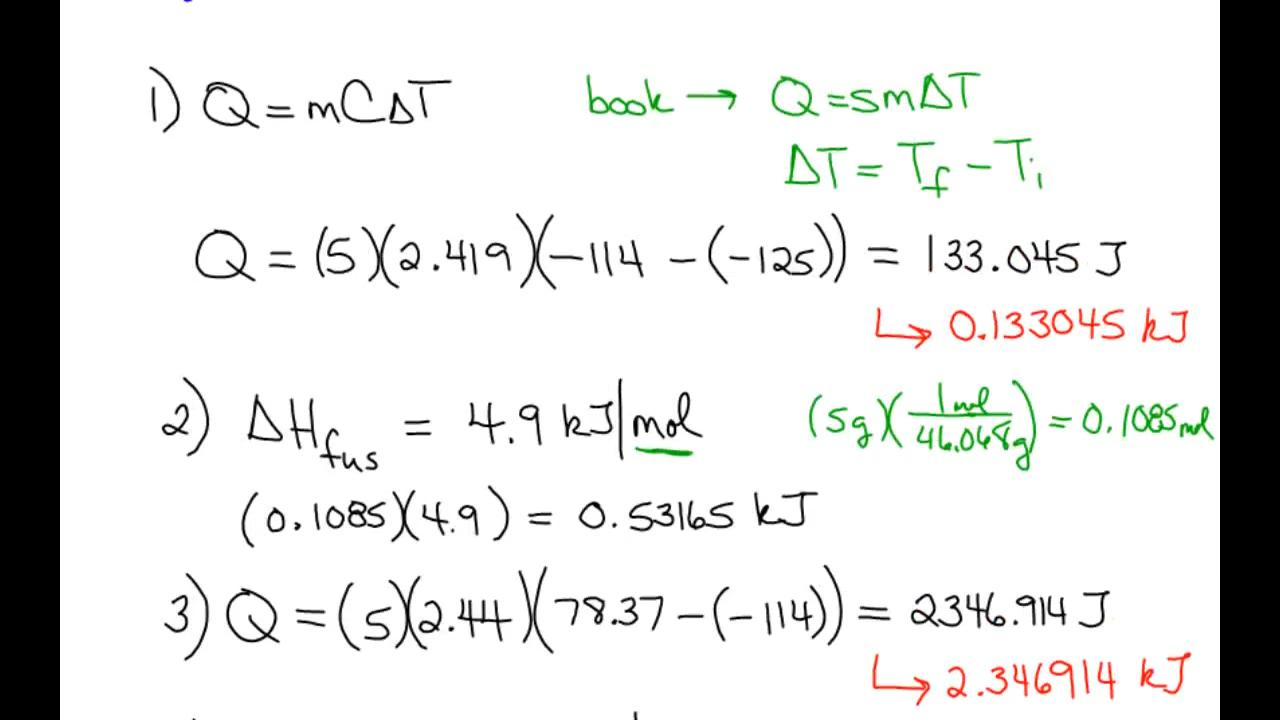 1) Q = mCΔT book → Q = smΔT
ΔT = Tf - Ti
Q = (5)(2.419)(-114 - (-125)) = 133.045 J
↳ 0.133045 kJ
2) ΔHfus = 4.9 kJ/mol (5g)(1mol/46.068g) = 0.1085 mol
(0.1085)(4.9) = 0.53165 kJ
3) Q = (5)(2.44)(78.37 - (-114)) = 2346.914 J
↳ 2.346914 kJ